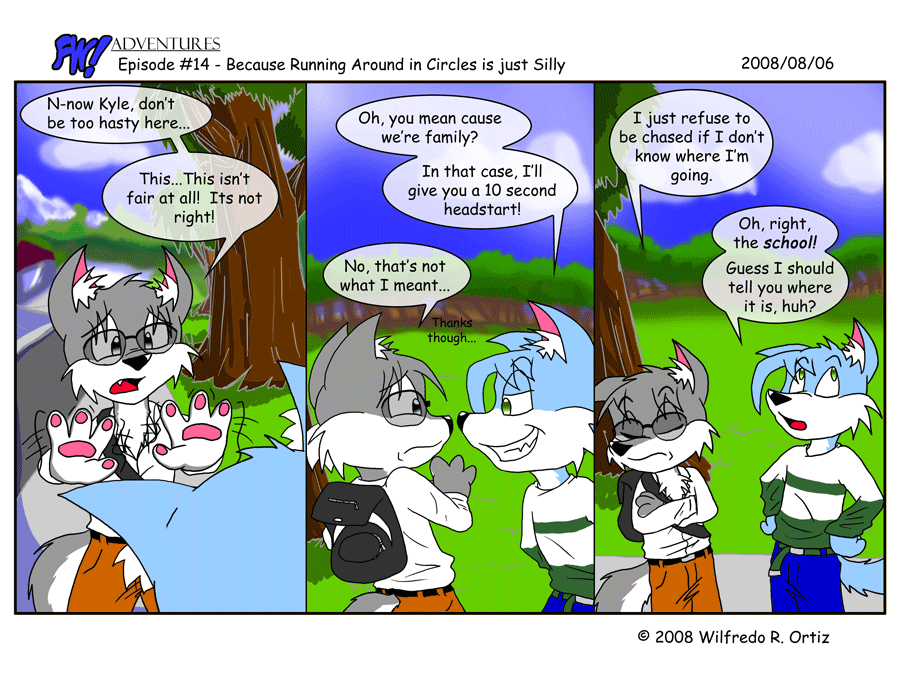 FW! ADVENTURES
Episode #14 - Because Running Around in Circles is just Silly
2008/08/06
N-now Kyle, don't
be too hasty here...
This...This isn't
fair at all! Its not
right!
Oh, you mean cause
we're family?
In that case, I'll
give you a 10 second
headstart!
No, that's not
what I meant...
Thanks
though...
I just refuse to
be chased if I don't
know where I'm
going.
Oh, right,
the school!
Guess I should
tell you where
it is, huh?
© 2008 Wilfredo R. Ortiz